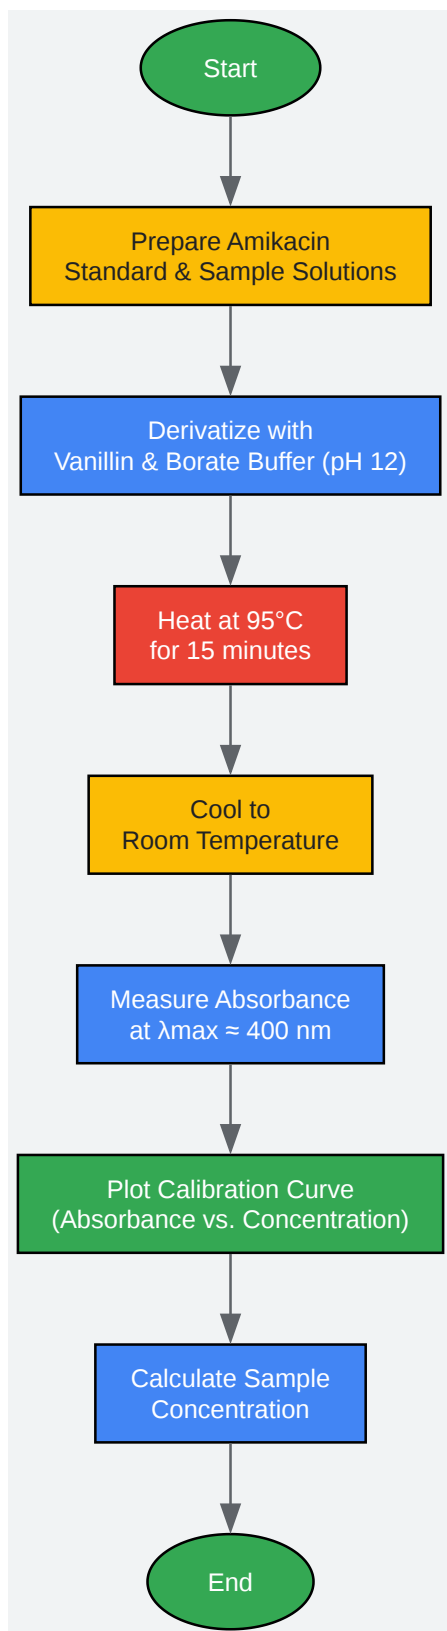 Start
Prepare Amikacin
Standard & Sample Solutions
Derivatize with
Vanillin & Borate Buffer (pH 12)
Heat at 95°C
for 15 minutes
Cool to
Room Temperature
Measure Absorbance
at λmax ≈ 400 nm
Plot Calibration Curve
(Absorbance vs. Concentration)
Calculate Sample
Concentration
End